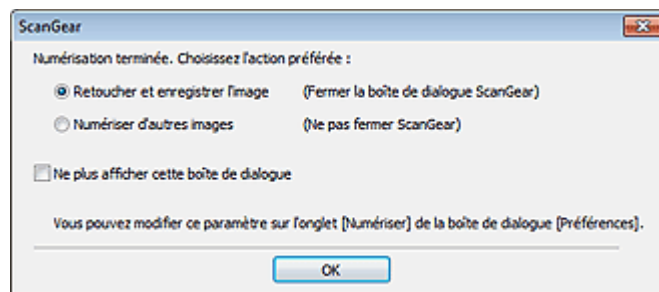 ScanGear
Numérisation terminée. Choisissez l'action préférée :
Retoucher et enregistrer l'image (Fermer la boîte de dialogue ScanGear)
Numériser d'autres images (Ne pas fermer ScanGear)
Ne plus afficher cette boîte de dialogue
Vous pouvez modifier ce paramètre sur l'onglet [Numériser] de la boîte de dialogue [Préférences].
OK